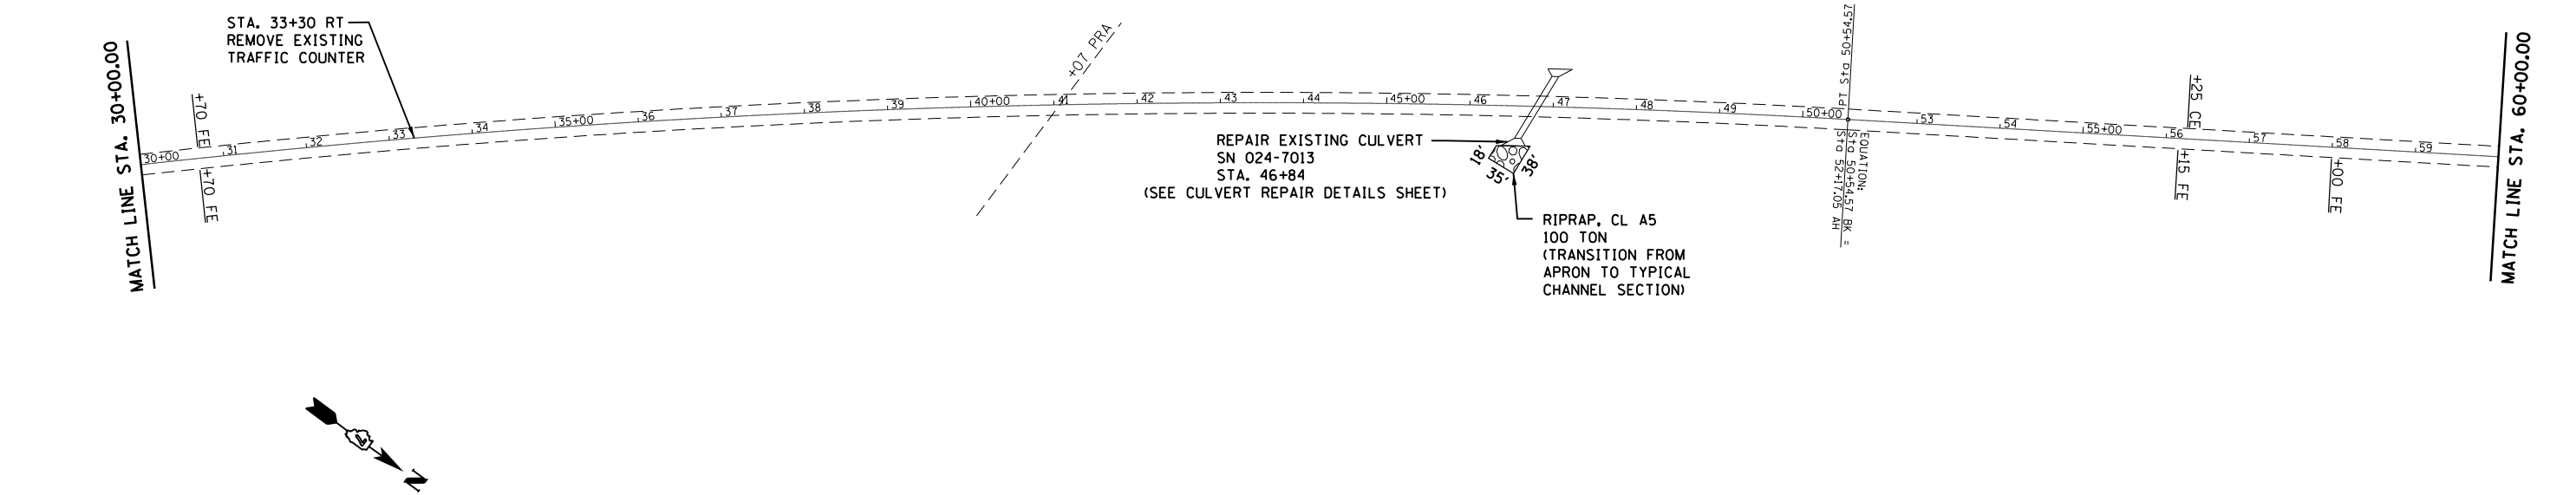 STA. 33+30 RT
REMOVE EXISTING
TRAFFIC COUNTER
MATCH LINE STA. 30+00.00
+70 FE
+70 FE
30+00 31 32 33 34 35+00 36 37 38 39 40+00 41 42 43 44 45+00 46 47 48 49 50+00 53 54 55+00 56 57 58 59
+07 PRA
REPAIR EXISTING CULVERT
SN 024-7013
STA. 46+84
(SEE CULVERT REPAIR DETAILS SHEET)
18'
35'
38'
RIPRAP, CL A5
100 TON
(TRANSITION FROM
APRON TO TYPICAL
CHANNEL SECTION)
PT Sta 50+54.57
EQUATION:
Sta 50+54.57 BK =
Sta 52+17.05 AH
+25 CE
+15 FE
+00 FE
MATCH LINE STA. 60+00.00
N